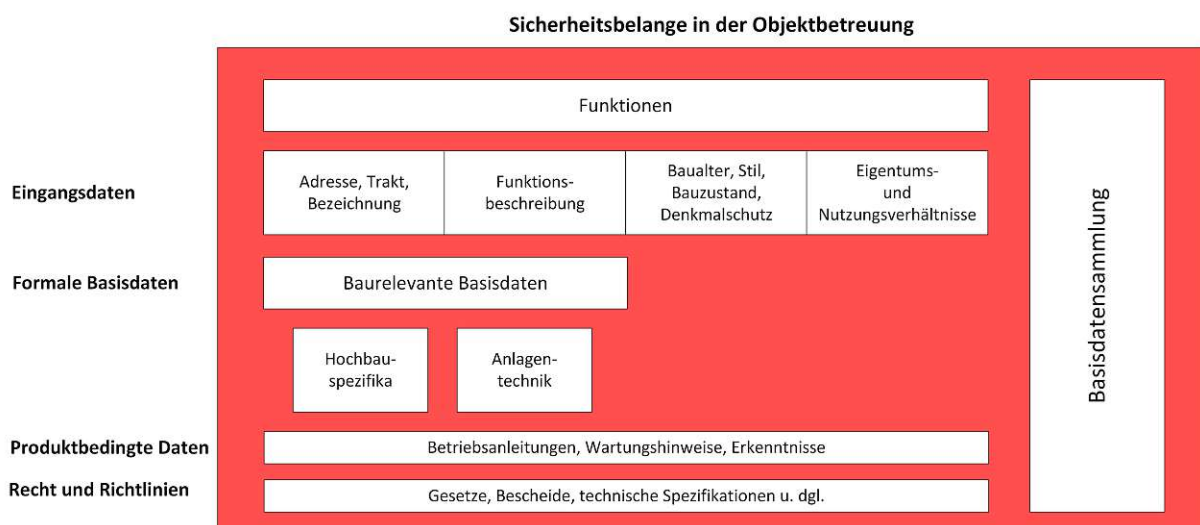 Sicherheitsbelange in der Objektbetreuung
Funktionen
Eingangsdaten
Adresse, Trakt,
Bezeichnung
Funktions-
beschreibung
Baualter, Stil,
Bauzustand,
Denkmalschutz
Eigentums-
und
Nutzungsverhältnisse
Formale Basisdaten
Baurelevante Basisdaten
Hochbau-
spezifika
Anlagen-
technik
Produktbedingte Daten
Betriebsanleitungen, Wartungshinweise, Erkenntnisse
Recht und Richtlinien
Gesetze, Bescheide, technische Spezifikationen u. dgl.
Basisdatensammlung